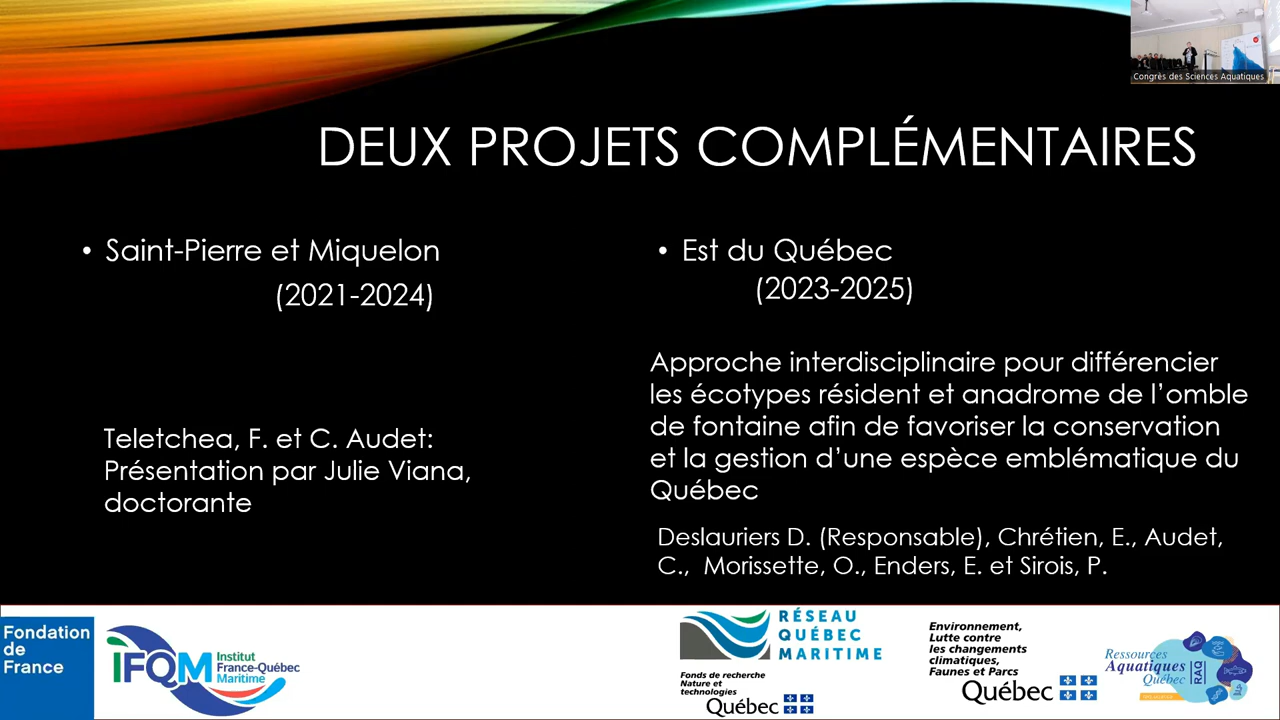 Congrès des Sciences Aquatiques
DEUX PROJETS COMPLÉMENTAIRES
• Saint-Pierre et Miquelon
(2021-2024)
Teletchea, F. et C. Audet:
Présentation par Julie Viana,
doctorante
• Est du Québec
(2023-2025)
Approche interdisciplinaire pour différencier
les écotypes résident et anadrome de l'omble
de fontaine afin de favoriser la conservation
et la gestion d'une espèce emblématique du
Québec
Deslauriers D. (Responsable), Chrétien, E., Audet,
C., Morissette, O., Enders, E. et Sirois, P.
Fondation
de
France
IFQM
Institut
France-Québec
Maritime
RÉSEAU
QUÉBEC
MARITIME
Fonds de recherche
Nature et
technologies
Québec
Environnement,
Lutte contre
les changements
climatiques,
Faunes et Parcs
Québec
Ressources
Aquatiques
Québec
RAQ